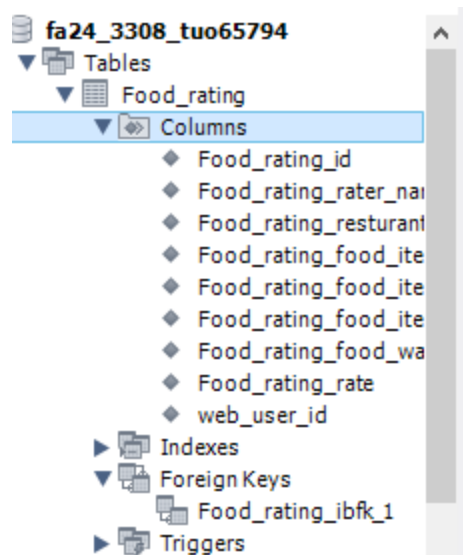 fa24_3308_tuo65794
Tables
Food_rating
Columns
Food_rating_id
Food_rating_rater_nar
Food_rating_resturant
Food_rating_food_ite
Food_rating_food_ite
Food_rating_food_ite
Food_rating_food_wa
Food_rating_rate
web_user_id
Indexes
Foreign Keys
Food_rating_ibfk_1
Triggers